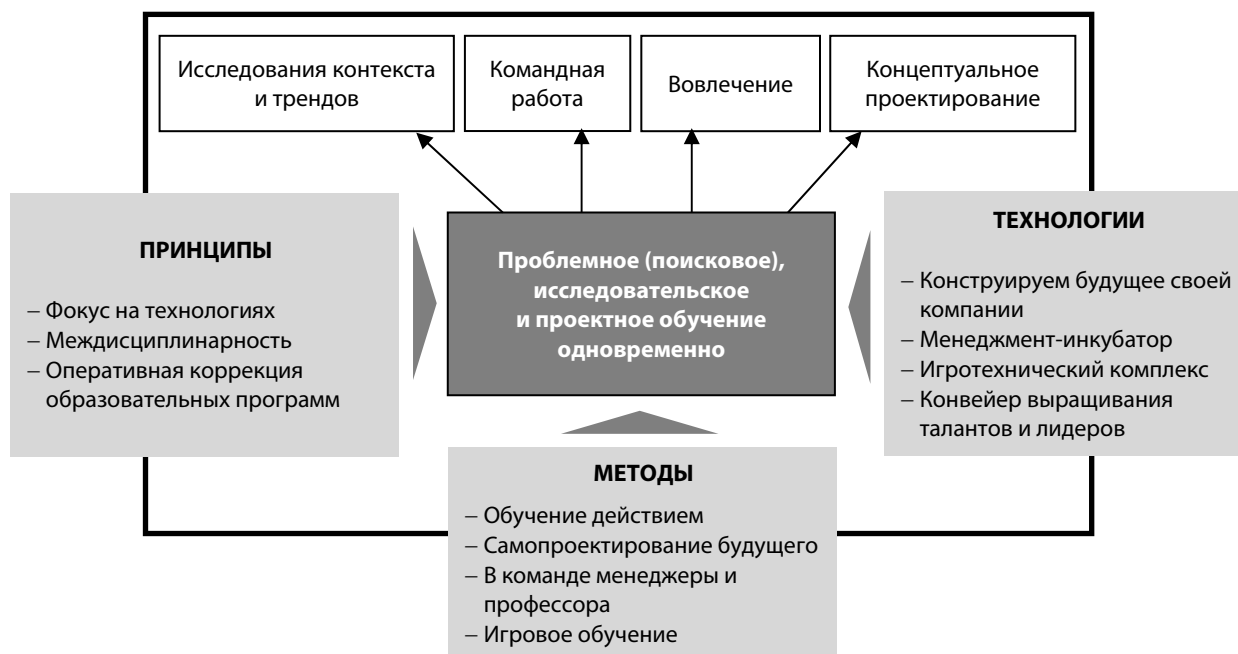 Исследования контекста
и трендов
Командная
работа
Вовлечение
Концептуальное
проектирование
ПРИНЦИПЫ
– Фокус на технологиях
– Междисциплинарность
– Оперативная коррекция
образовательных программ
Проблемное (поисковое),
исследовательское
и проектное обучение
одновременно
ТЕХНОЛОГИИ
– Конструируем будущее своей
компании
– Менеджмент-инкубатор
– Игротехнический комплекс
– Конвейер выращивания
талантов и лидеров
МЕТОДЫ
– Обучение действием
– Самопроектирование будущего
– В команде менеджеры и
профессора
– Игровое обучение